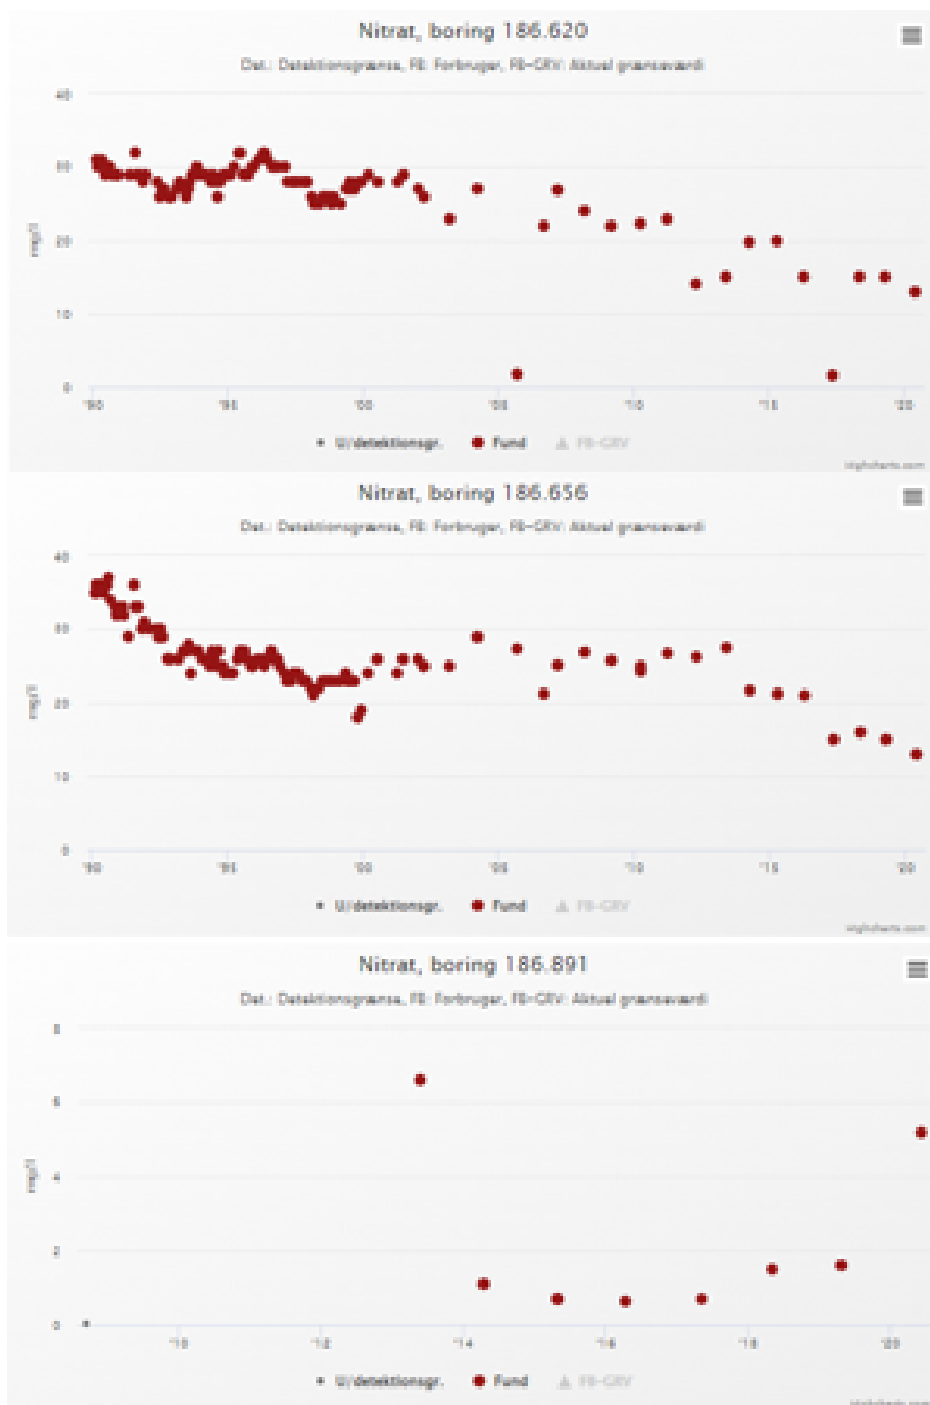 Nitrat, boring 186.620
Det.: Detektionsgrænse, FB: Forbruger, FB-GRV: Aktuel grænseværdi
40
30
20
10
0
mg/l
'90 '95 '00 '05 '10 '15 '20
U/detektionsgr. Fund FB-GRV
Highcharts.com
Nitrat, boring 186.656
Det.: Detektionsgrænse, FB: Forbruger, FB-GRV: Aktuel grænseværdi
40
30
20
10
0
mg/l
'90 '95 '00 '05 '10 '15 '20
U/detektionsgr. Fund FB-GRV
Highcharts.com
Nitrat, boring 186.891
Det.: Detektionsgrænse, FB: Forbruger, FB-GRV: Aktuel grænseværdi
8
6
4
2
0
mg/l
'10 '12 '14 '16 '18 '20
U/detektionsgr. Fund FB-GRV